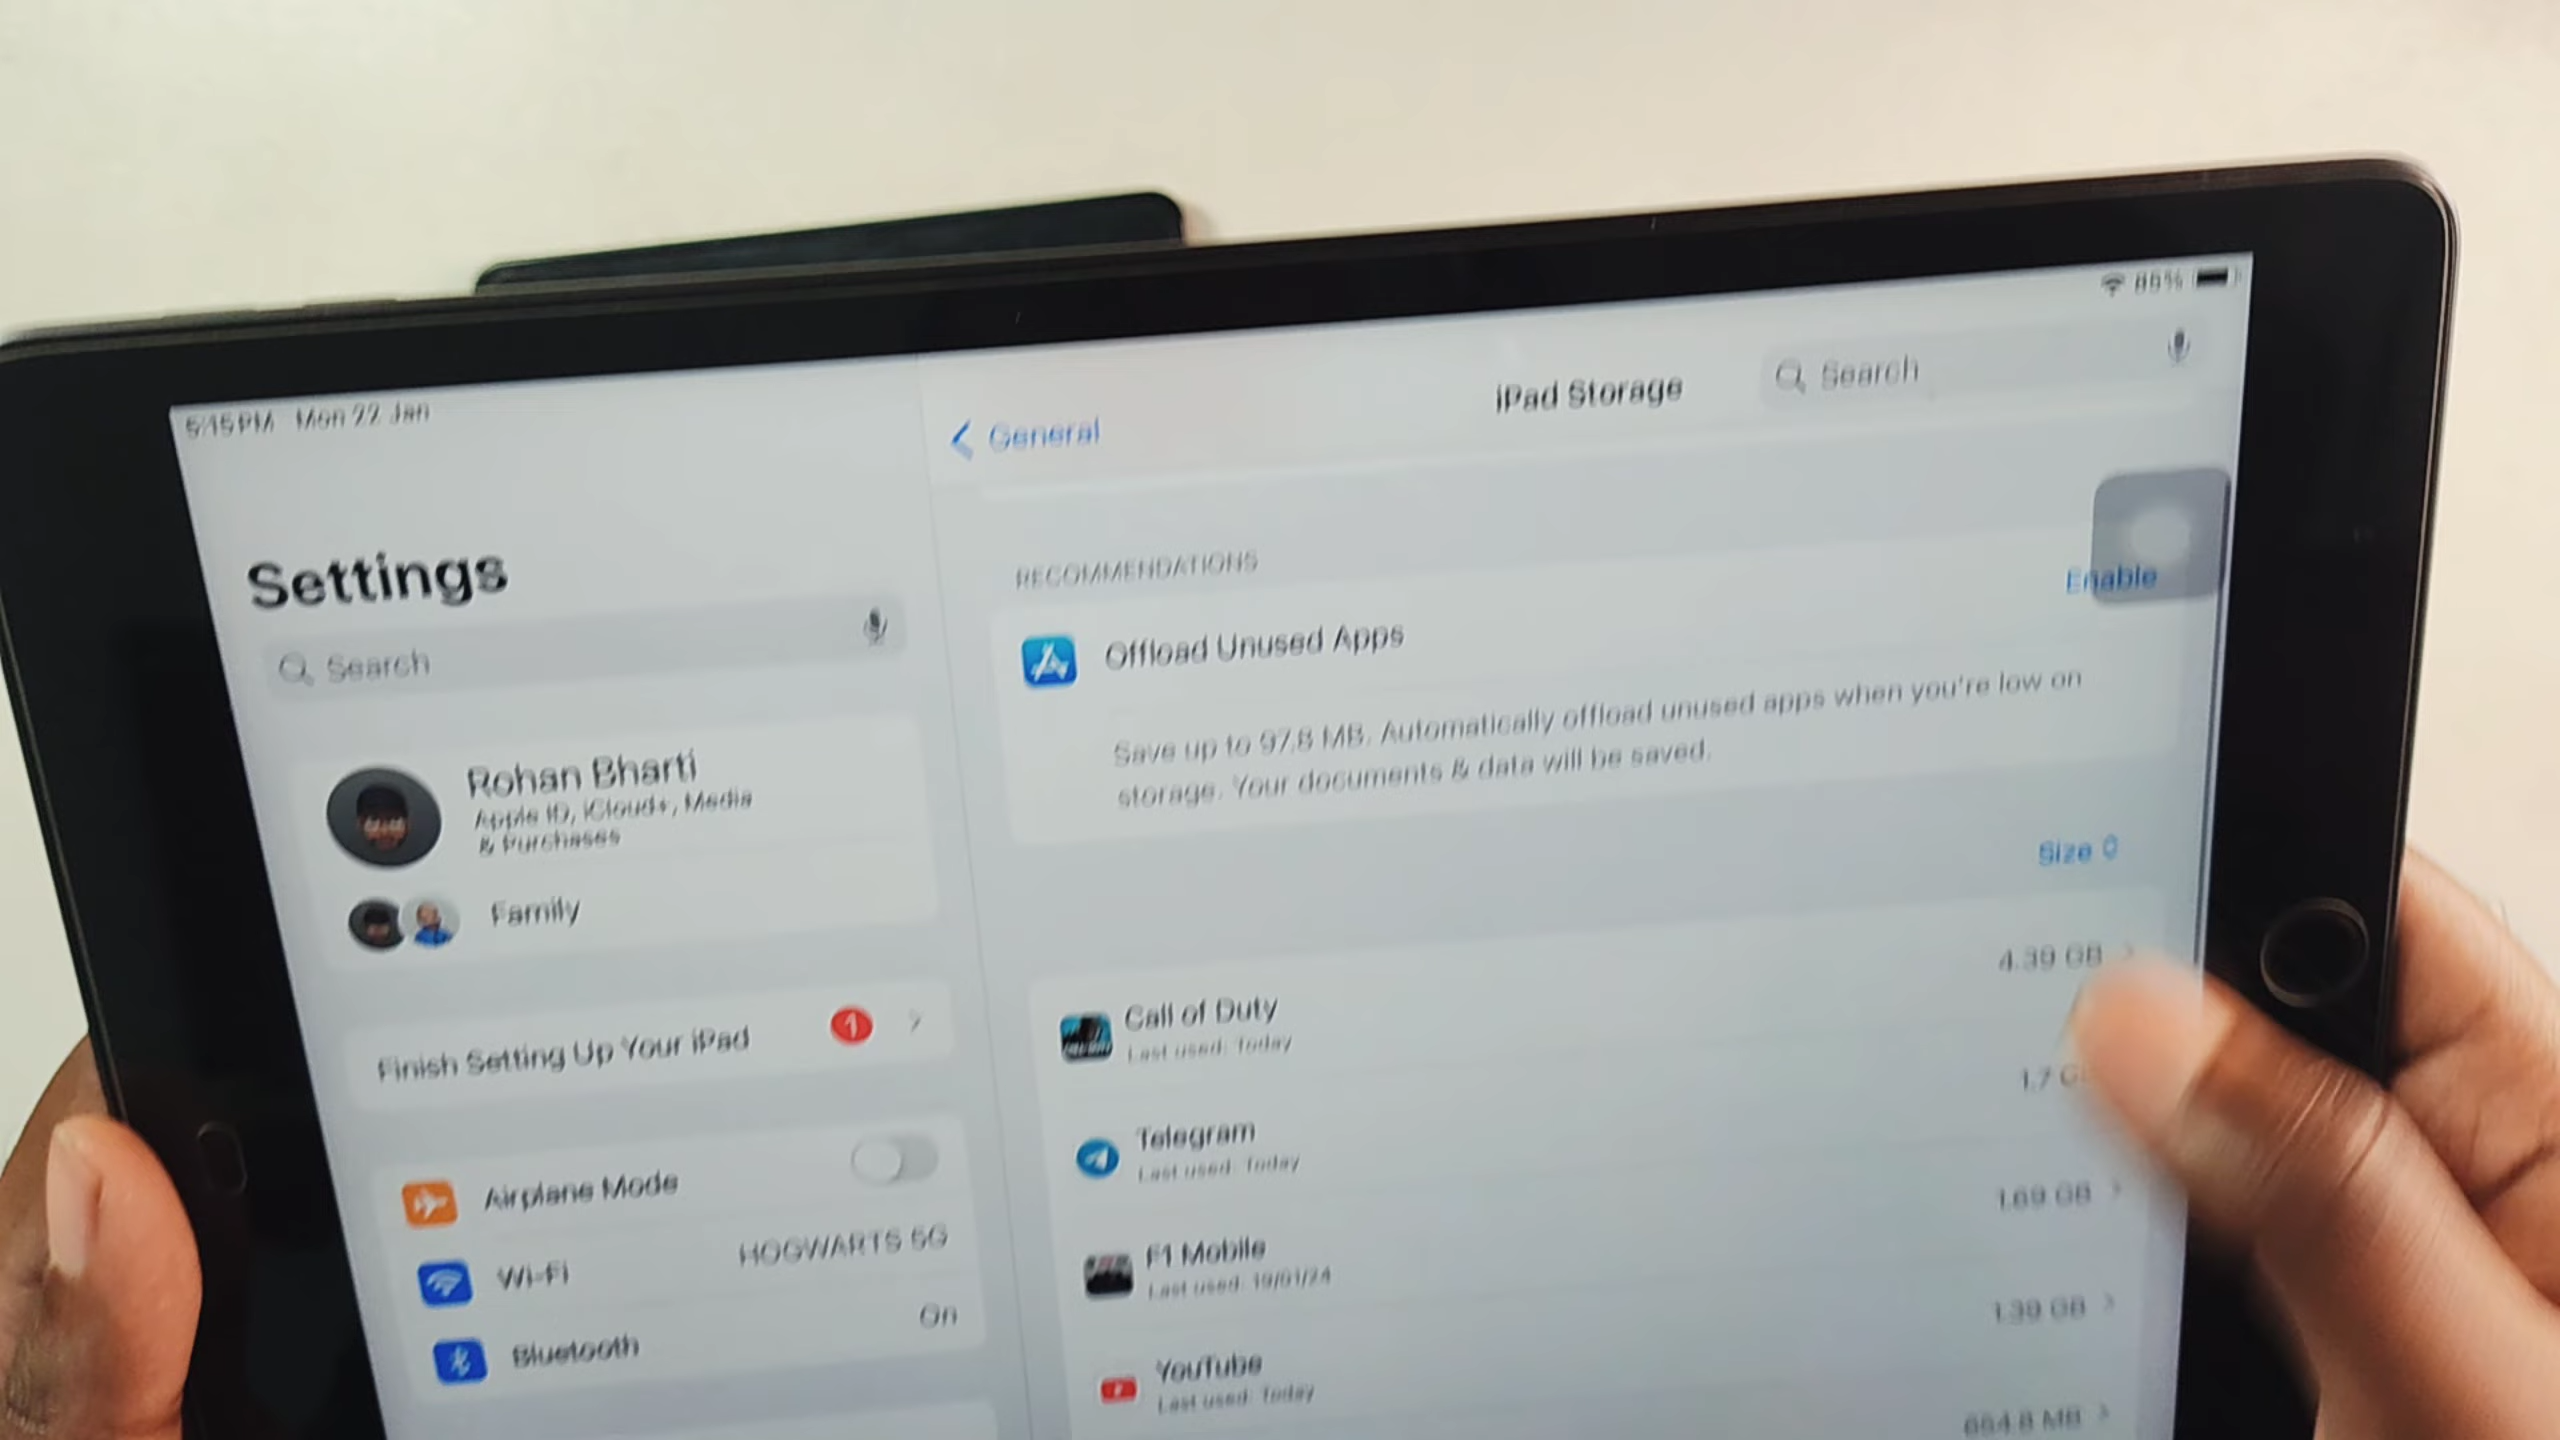 5:45 PM Mon 22 Jan
Settings
Search
Rohan Bharti
Apple ID, iCloud+, Media
& Purchases
Family
Finish Setting Up Your iPad 1
Airplane Mode
Wi-Fi HOGWARTS 5G
Bluetooth On
General
iPad Storage
Search
RECOMMENDATIONS
Offload Unused Apps
Enable
Save up to 97.8 MB. Automatically offload unused apps when you're low on
storage. Your documents & data will be saved.
Size
Call of Duty 4.39 GB
Last used: Today
Telegram 1.7
Last used: Today
F1 Mobile 1.69 GB
Last used: 19/01/24
YouTube 1.39 GB
Last used: Today
MB